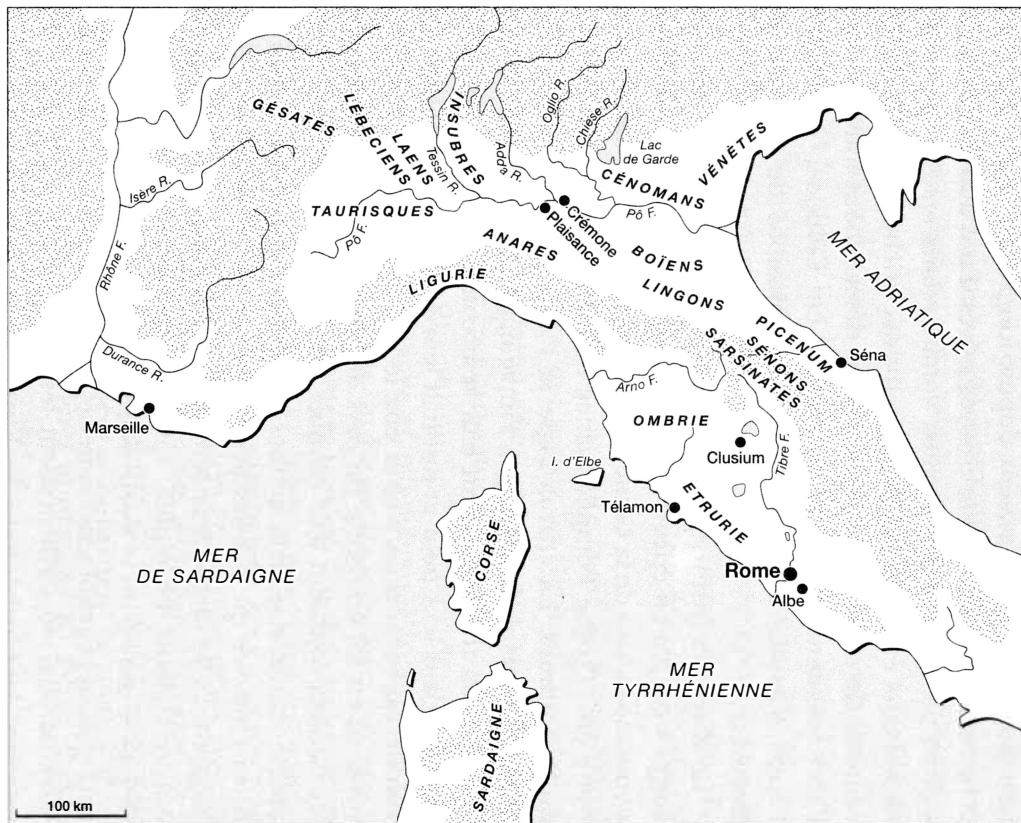 GÉSATES
LÉBECIENS
LAENS
Tessin R.
INSUBRES
Adda R.
Oglio R.
Chiese R.
Lac
de Garde
VÉNÈTES
CÉNOMANS
Isère R.
TAURISQUES
Pô F.
Crémone
Plaisance
Pô F.
Rhône F.
ANARES
BOÏENS
LIGURIE
LINGONS
MER ADRIATIQUE
PICENUM
SÉNONS
SARSINATES
Séna
Durance R.
Arno F.
Marseille
OMBRIE
Clusium
Tibre F.
I. d'Elbe
Télamon
ETRURIE
CORSE
MER
DE SARDAIGNE
Rome
Albe
MER
TYRRHÉNIENNE
SARDAIGNE
100 km